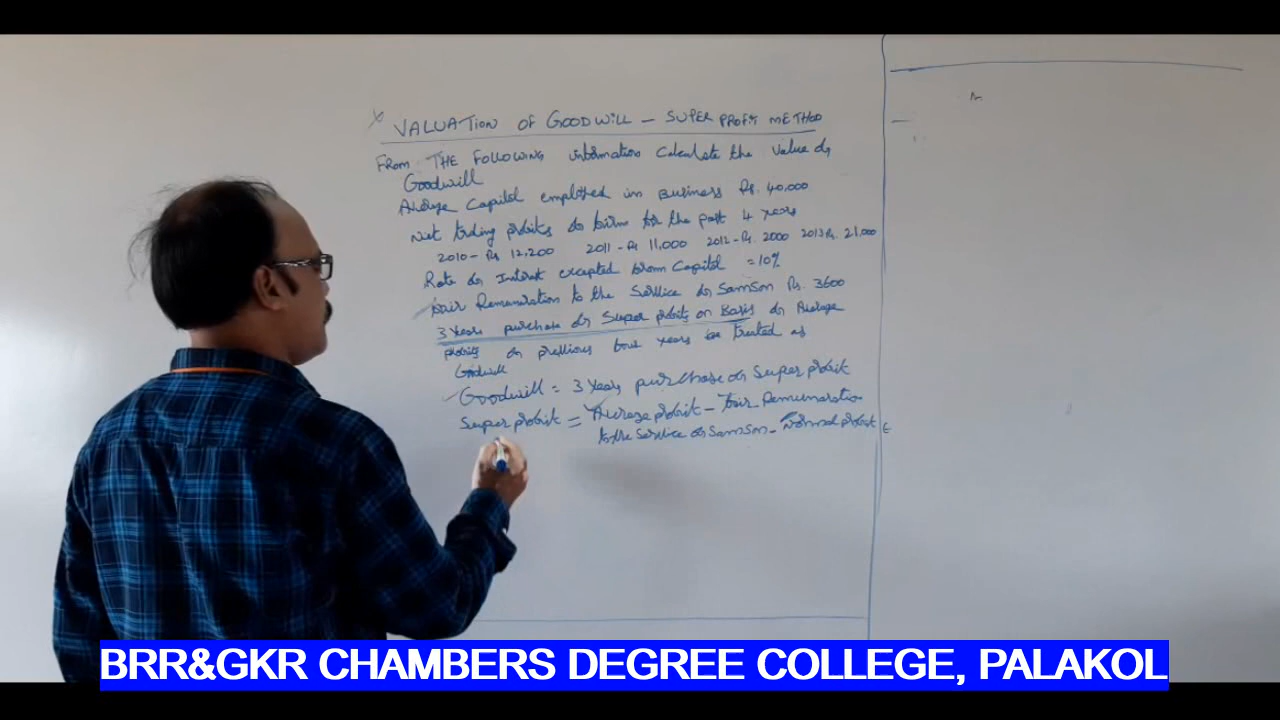 VALUATION OF GOODWILL - SUPER PROFIT METHOD
FROM THE FOLLOWING information Calculate the Value of
Goodwill
Average Capital employed in Business Rs. 40,000
Net trading profits of firm for the past 4 years
2010 - Rs 12,200 2011 - Rs 11,000 2012 - Rs. 2000 2013 Rs. 21,000
Rate of Interest excepted from Capital = 10%
fair Remuneration to the Service of Samson Rs. 3600
3 Years purchase of Super profits on Basis of Average
profits of previous four years be treated as
Goodwill
Goodwill = 3 Years purchase of Super profit
Super profit = Average profit - fair Remuneration
to the Service of Samson - Normal profit
BRR&GKR CHAMBERS DEGREE COLLEGE, PALAKOL